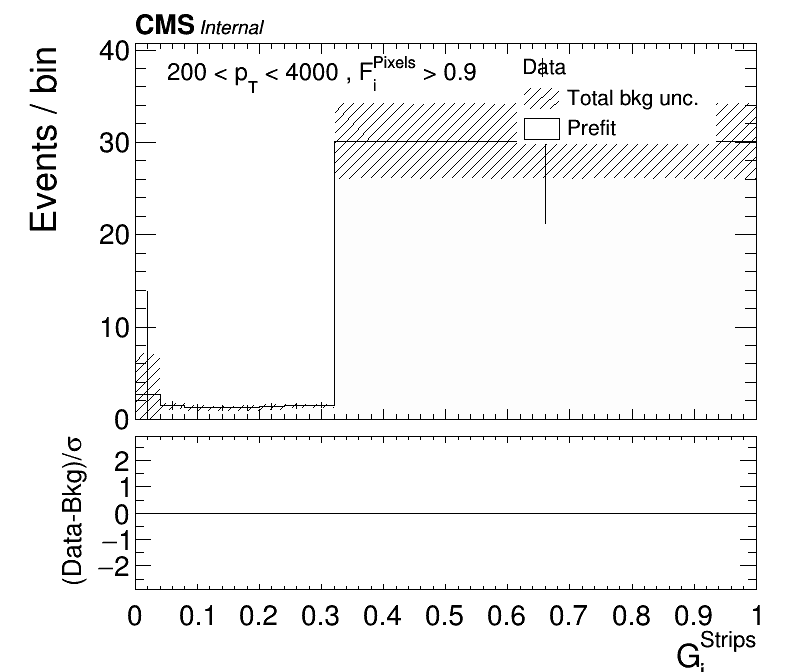 CMS Internal
Events / bin
40
30
20
10
0
200 < p_T < 4000 , F_i^Pixels > 0.9
Data
Total bkg unc.
Prefit
(Data-Bkg)/σ
2
1
0
−1
−2
0 0.1 0.2 0.3 0.4 0.5 0.6 0.7 0.8 0.9 1
G_i^Strips